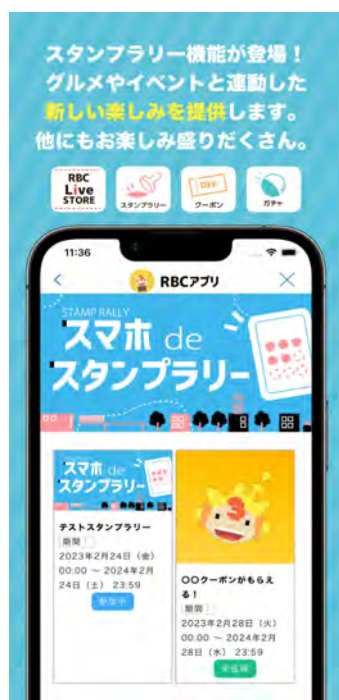 スタンプラリー機能が登場！
グルメやイベントと連動した
新しい楽しみを提供します。
他にもお楽しみ盛りだくさん。
RBC
Live
STORE
スタンプラリー
OFF
クーポン
ガチャ
11:36
RBCアプリ
STAMP RALLY
スマホ de
スタンプラリー
スマホ de
スタンプラリー
テストスタンプラリー
期間
2023年2月24日（金）
00:00 ～ 2024年2月
24日（土） 23:59
参加中
3
〇〇クーポンがもらえ
る！
期間
2023年2月28日（火）
00:00 ～ 2024年2月
28日（水） 23:59